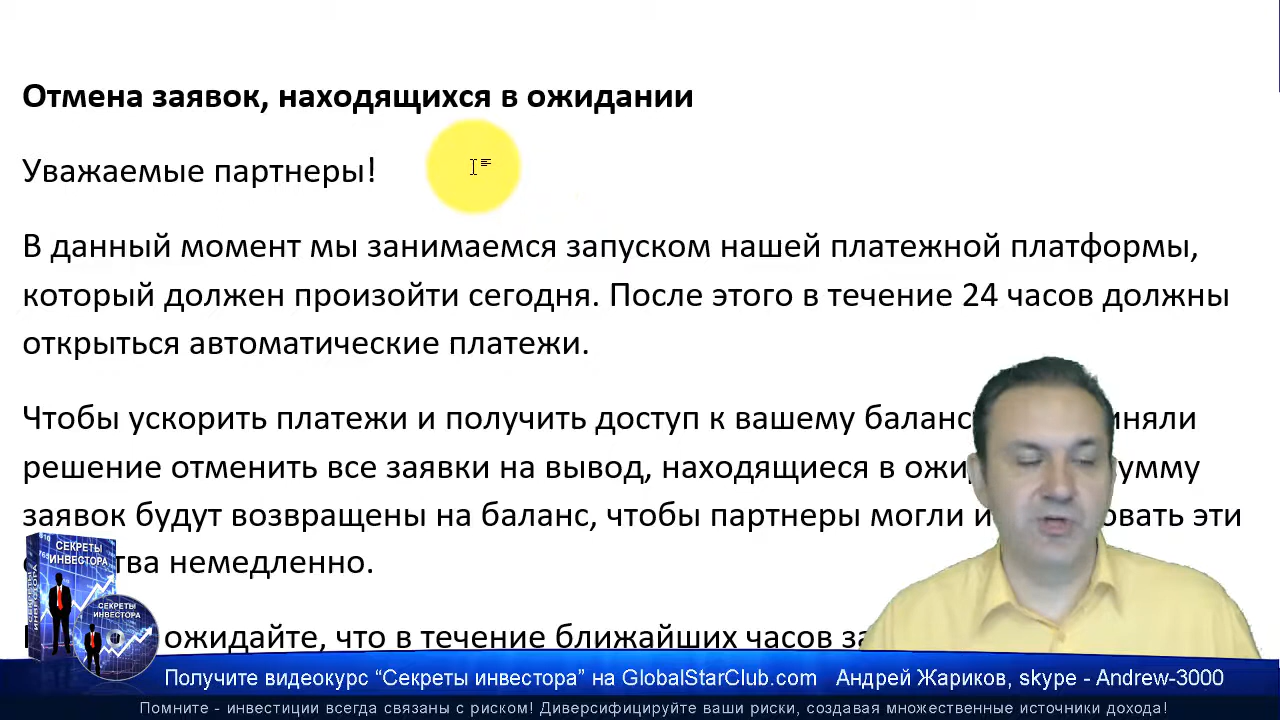 Отмена заявок, находящихся в ожидании
Уважаемые партнеры!
В данный момент мы занимаемся запуском нашей платежной платформы,
который должен произойти сегодня. После этого в течение 24 часов должны
открыться автоматические платежи.
Чтобы ускорить платежи и получить доступ к вашему
решение отменить все заявки на вывод, находящиеся в
заявок будут возвращены на баланс, чтобы партнеры могли эти
немедленно.
ожидайте, что в течение ближайших часов
СЕКРЕТЫ
ИНВЕСТОРА
СЕКРЕТЫ
ИНВЕСТОРА
СЕКРЕТЫ
ИНВЕСТОРА
Получите видеокурс “Секреты инвестора” на GlobalStarClub.com Андрей Жариков, skype - Andrew-3000
Помните - инвестиции всегда связаны с риском! Диверсифицируйте ваши риски, создавая множественные источники дохода!